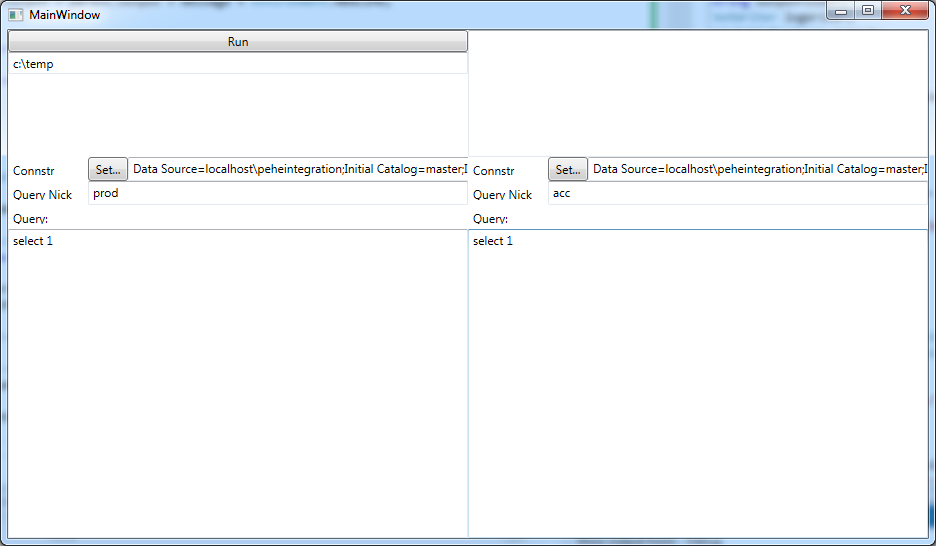 MainWindow
Run
c:\temp
Connstr Set... Data Source=localhost\peheintegration;Initial Catalog=master;I
Connstr Set... Data Source=localhost\peheintegration;Initial Catalog=master;I
Query Nick prod
Query Nick acc
Query:
Query:
select 1
select 1